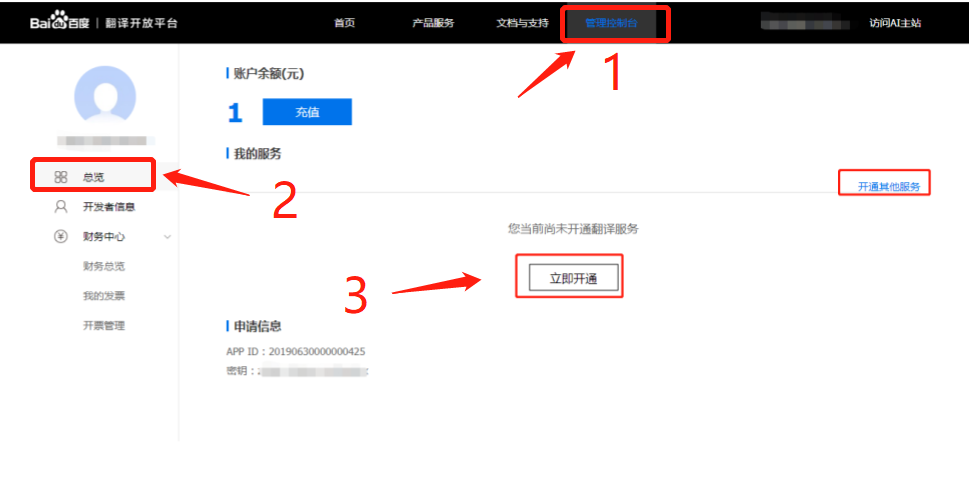 Bai du 百度 | 翻译开放平台 首页 产品服务 文档与支持 管理控制台 访问AI主站
1
账户余额(元)
1 充值
我的服务
总览
2
开通其他服务
开发者信息
您当前尚未开通翻译服务
财务中心
财务总览
立即开通
3
我的发票
开票管理
申请信息
APP ID：20190630000000425
密钥：